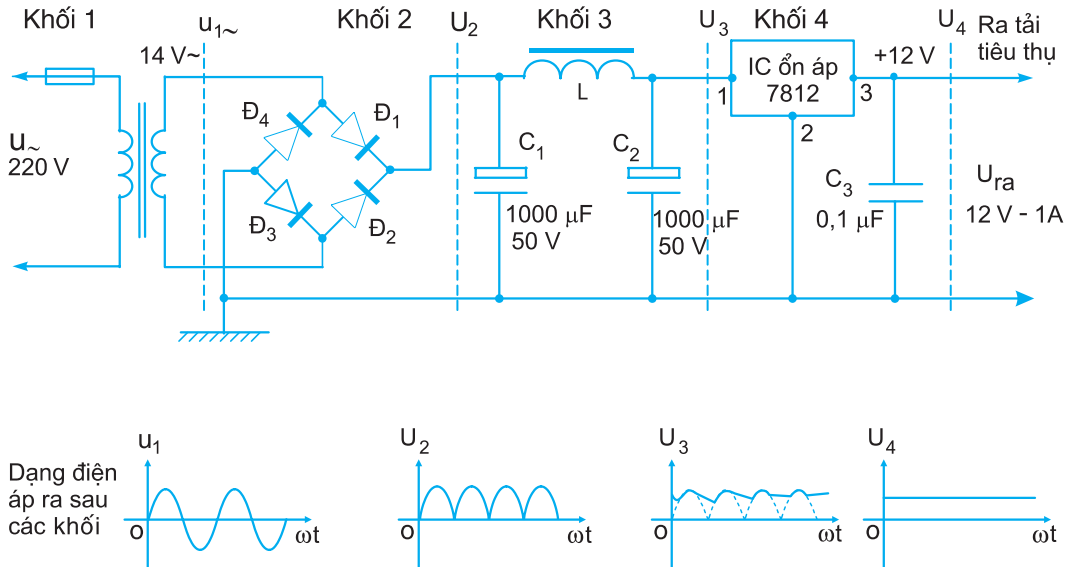 Khối 1
Khối 2
Khối 3
Khối 4
u1~
U2
U3
U4
Ra tải
tiêu thụ
14 V~
u~
220 V
Đ4
Đ1
Đ3
Đ2
L
C1
1000 µF
50 V
C2
1000 µF
50 V
IC ổn áp
7812
1
2
3
+12 V
C3
0,1 µF
Ura
12 V - 1A
Dạng điện
áp ra sau
các khối
u1
o
ωt
U2
o
ωt
U3
o
ωt
U4
o
ωt